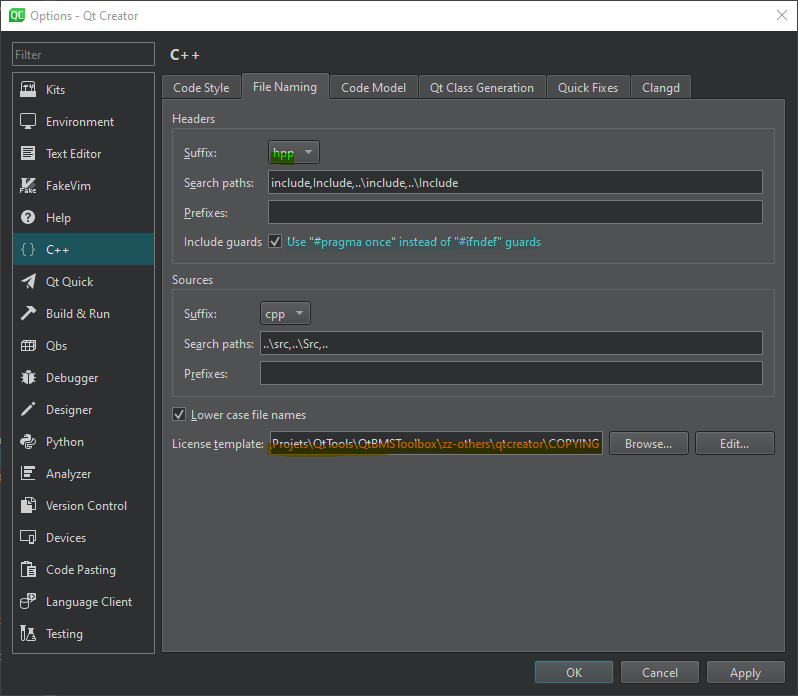 QC Options - Qt Creator
Filter
Kits
Environment
Text Editor
Fake FakeVim
Help
C++
Qt Quick
Build & Run
Qbs
Debugger
Designer
Python
Analyzer
Version Control
Devices
Code Pasting
Language Client
Testing
C++
Code Style File Naming Code Model Qt Class Generation Quick Fixes Clangd
Headers
Suffix: hpp
Search paths: include,Include,..\include,..\Include
Prefixes:
Include guards Use "#pragma once" instead of "#ifndef" guards
Sources
Suffix: cpp
Search paths: ..\src,..\Src,..
Prefixes:
Lower case file names
License template: Projets\QtTools\QtBMSToolbox\zz-others\qtcreator\COPYING Browse... Edit...
OK Cancel Apply